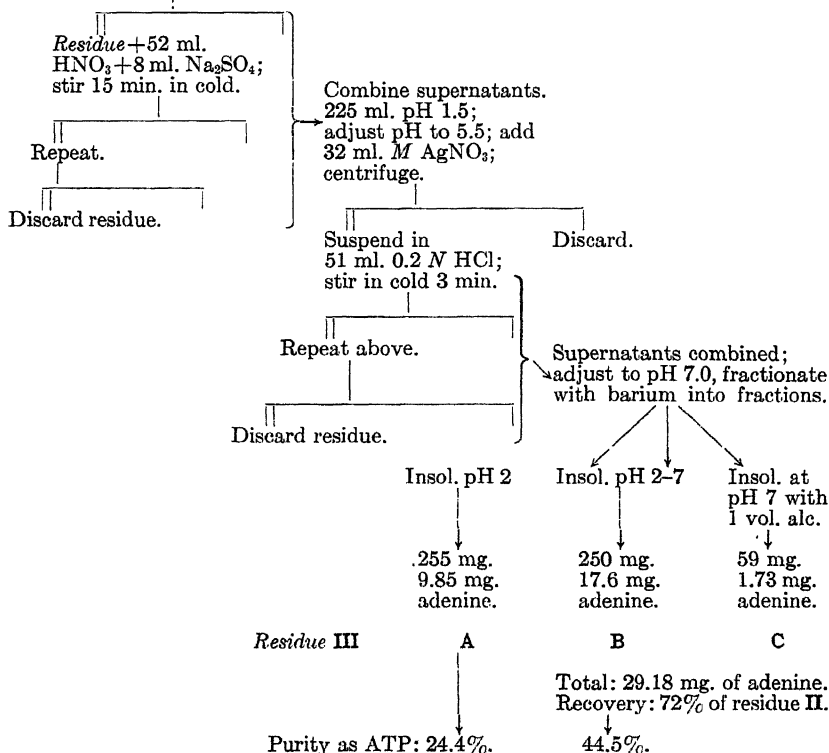 Residue+52 ml.
HNO₃+8 ml. Na₂SO₄;
stir 15 min. in cold.
Repeat.
Discard residue.
Combine supernatants.
225 ml. pH 1.5;
adjust pH to 5.5; add
32 ml. M AgNO₃;
centrifuge.
Suspend in
51 ml. 0.2 N HCl;
stir in cold 3 min.
Discard.
Repeat above.
Discard residue.
Supernatants combined;
adjust to pH 7.0, fractionate
with barium into fractions.
Insol. pH 2
Insol. pH 2–7
Insol. at
pH 7 with
1 vol. alc.
255 mg.
9.85 mg.
adenine.
250 mg.
17.6 mg.
adenine.
59 mg.
1.73 mg.
adenine.
Residue III A B C
Total: 29.18 mg. of adenine.
Recovery: 72% of residue II.
Purity as ATP: 24.4%. 44.5%.